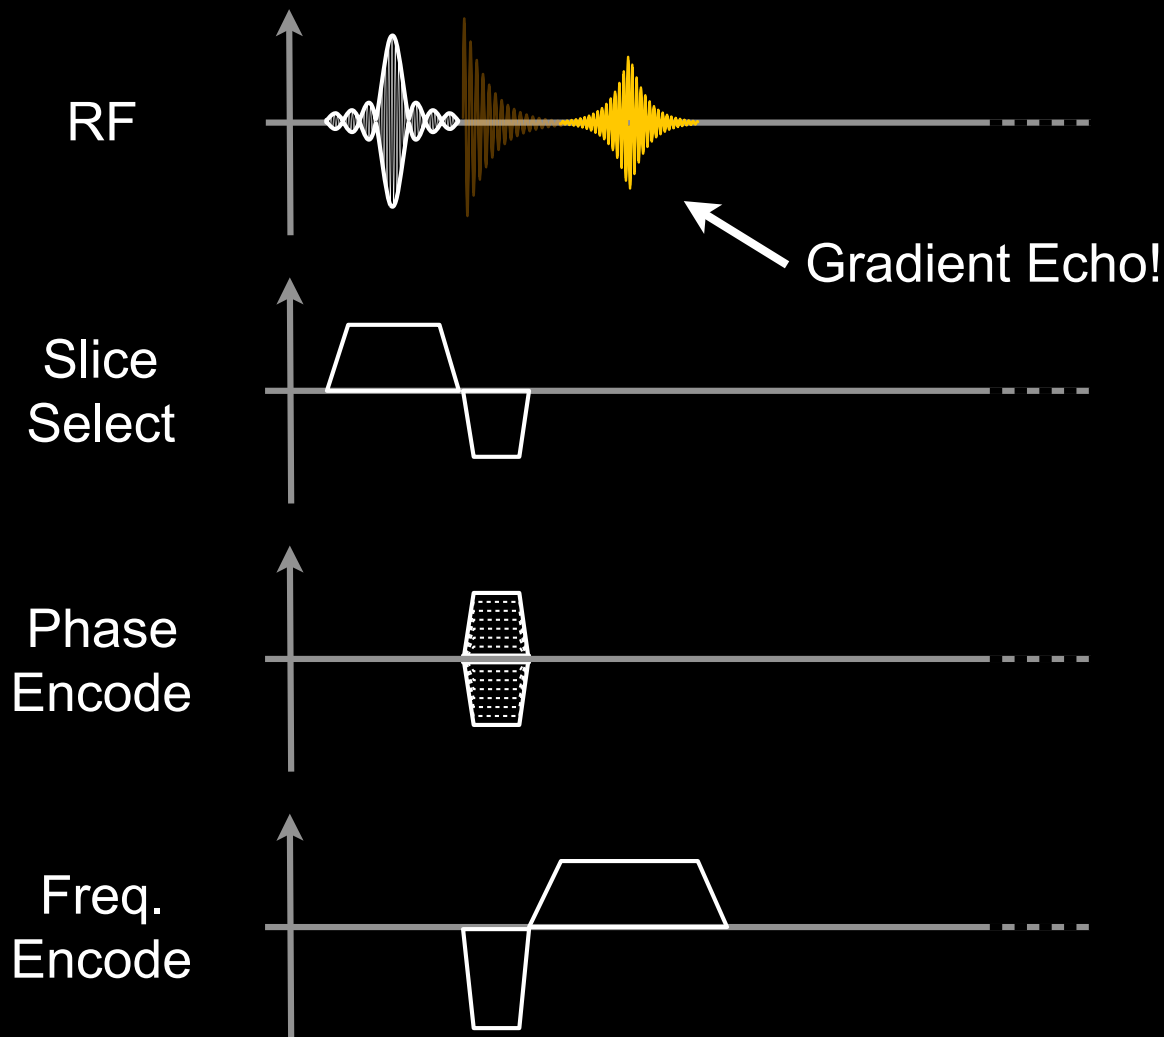 RF
Gradient Echo!
Slice
Select
Phase
Encode
Freq.
Encode